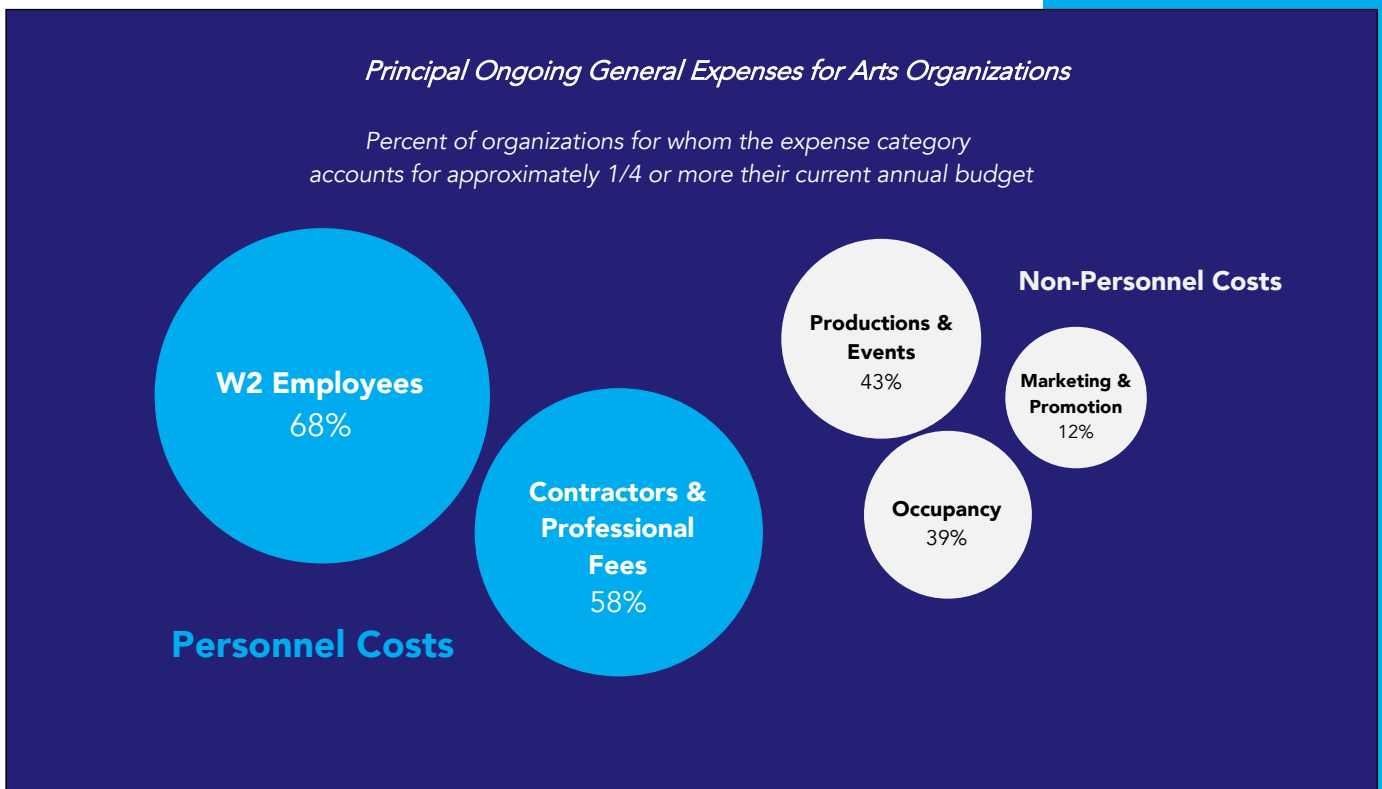 Principal Ongoing General Expenses for Arts Organizations
Percent of organizations for whom the expense category
accounts for approximately 1/4 or more their current annual budget
W2 Employees
68%
Contractors &
Professional
Fees
58%
Personnel Costs
Productions &
Events
43%
Non-Personnel Costs
Marketing &
Promotion
12%
Occupancy
39%